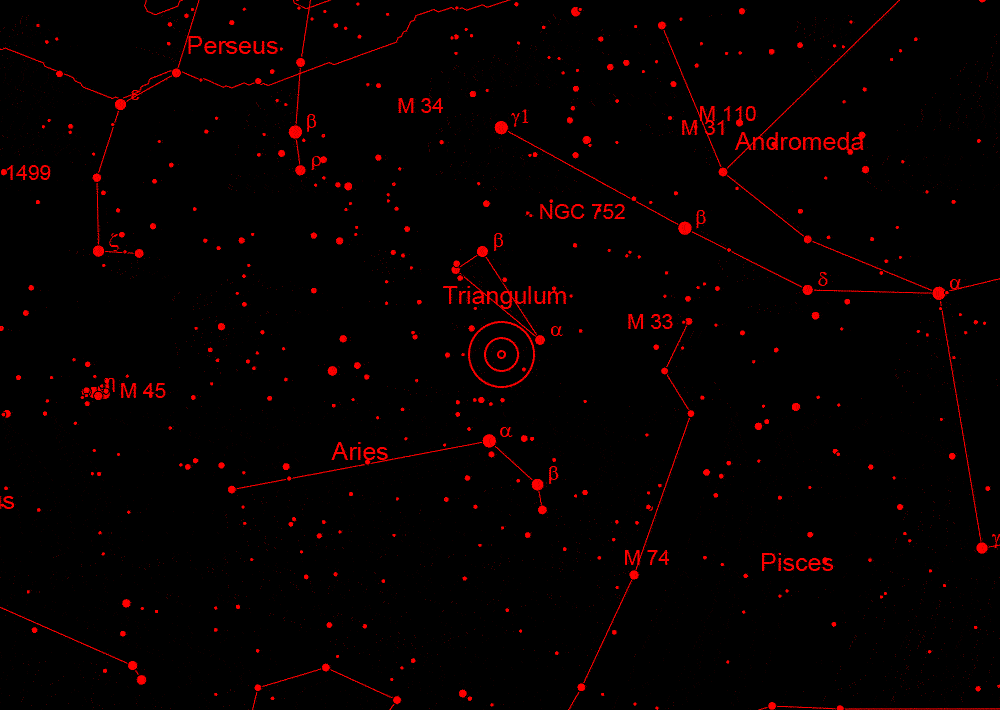 Perseus
ε
M 34
β
γ1
M 110
M 31
Andromeda
ρ
1499
NGC 752
β
ζ
β
δ
α
Triangulum
M 33
α
η
M 45
α
Aries
β
M 74
Pisces
γ